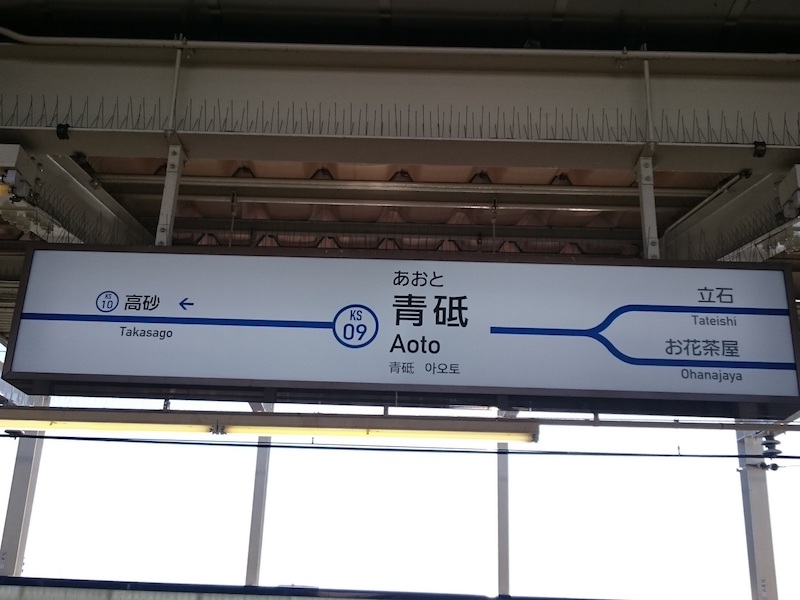 KS
10
高砂 ←
Takasago
KS
09
あおと
青砥
Aoto
青砥 아오토
立石
Tateishi
お花茶屋
Ohanajaya